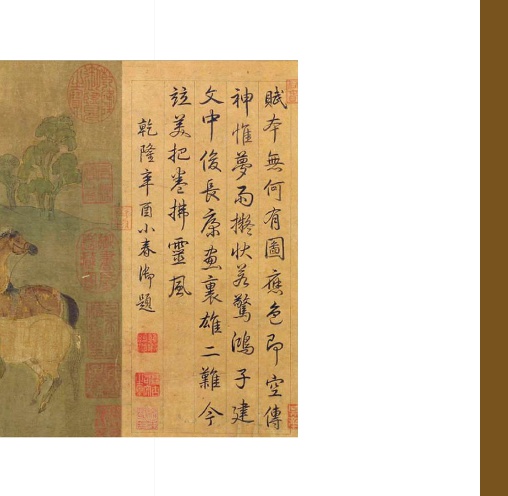 賦本無何有圖應色即空傳
神惟夢雨擬狀若驚鴻子建
文中俊長康畫裏雄二難今
竝美把卷拂靈風
乾隆辛酉小春御題